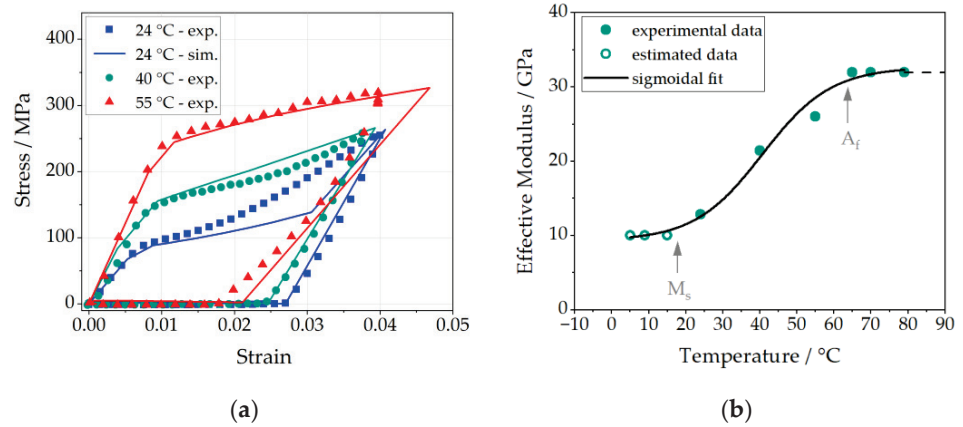 400
300
200
100
0
Stress / MPa
24 °C - exp.
24 °C - sim.
40 °C - exp.
55 °C - exp.
0.00
0.01
0.02
0.03
0.04
0.05
Strain
(a)
40
30
20
10
0
Effective Modulus / GPa
experimental data
estimated data
sigmoidal fit
Af
Ms
−10
0
10
20
30
40
50
60
70
80
90
Temperature / °C
(b)